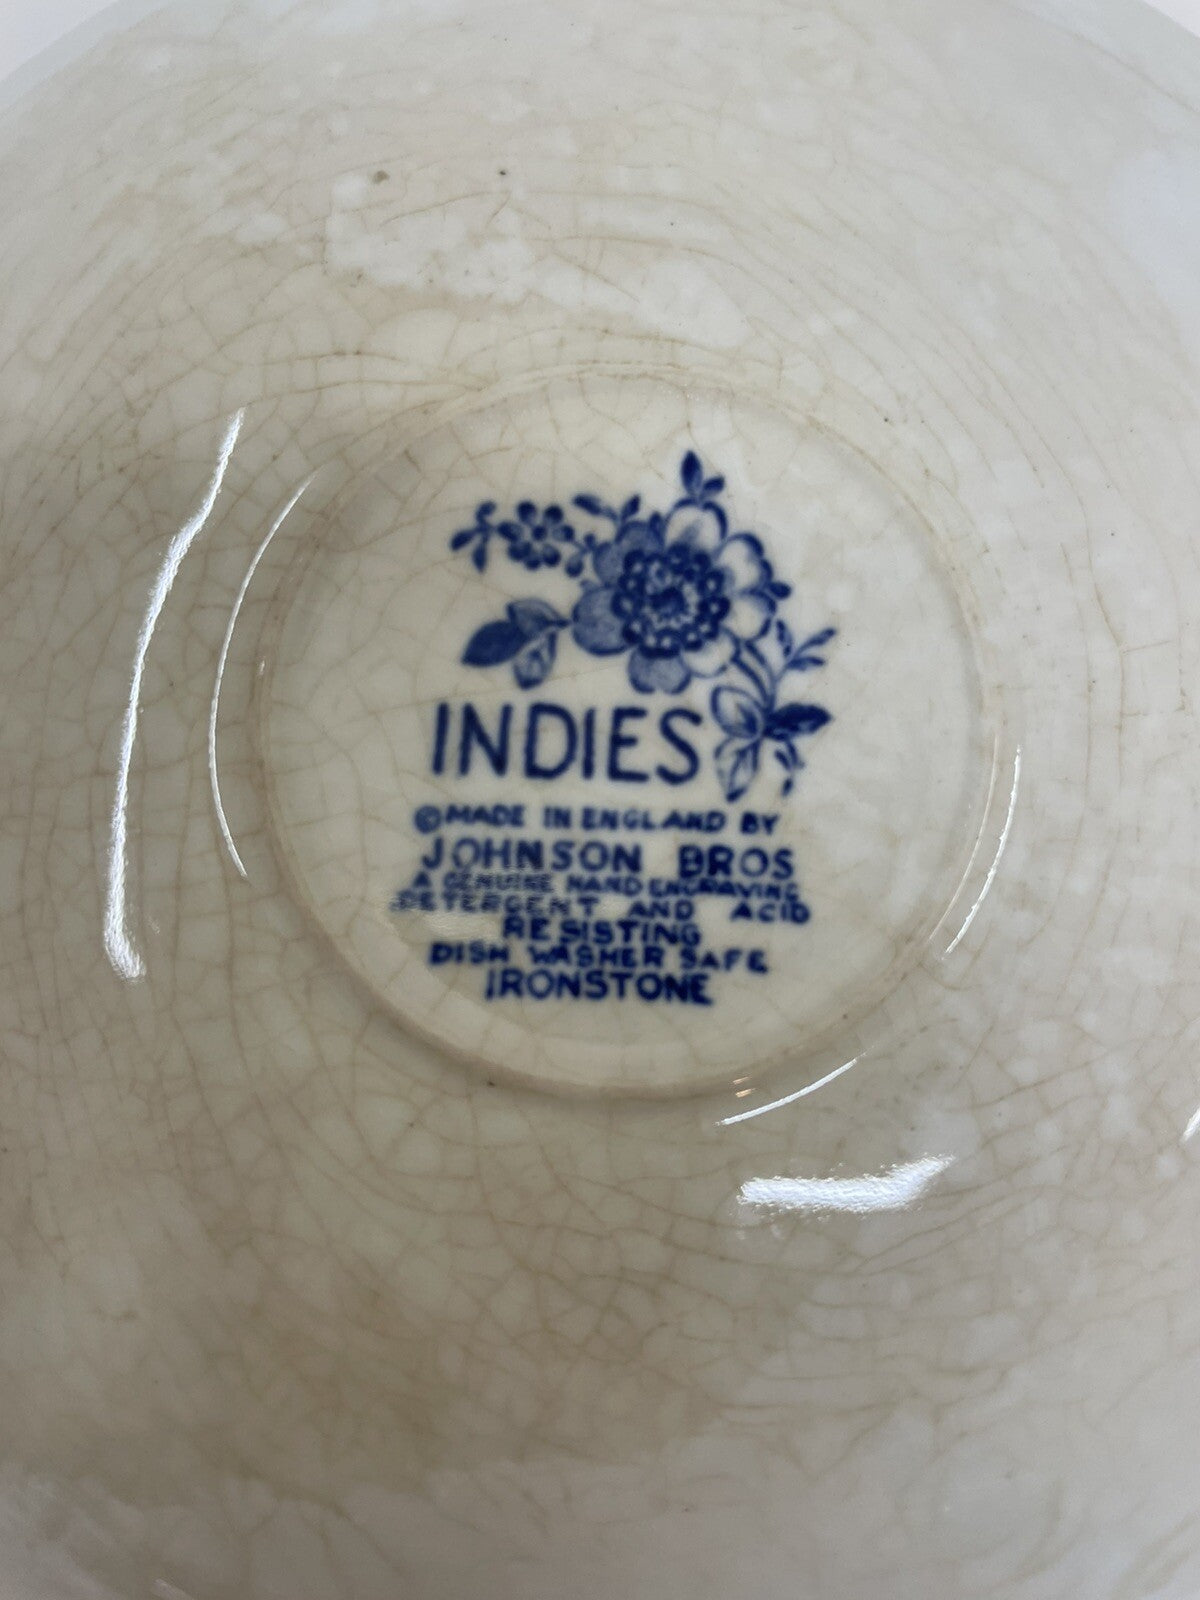 INDIES
©MADE IN ENGLAND BY
JOHNSON BROS
A GENUINE HAND ENGRAVING
DETERGENT AND ACID
RESISTING
DISH WASHER SAFE
IRONSTONE